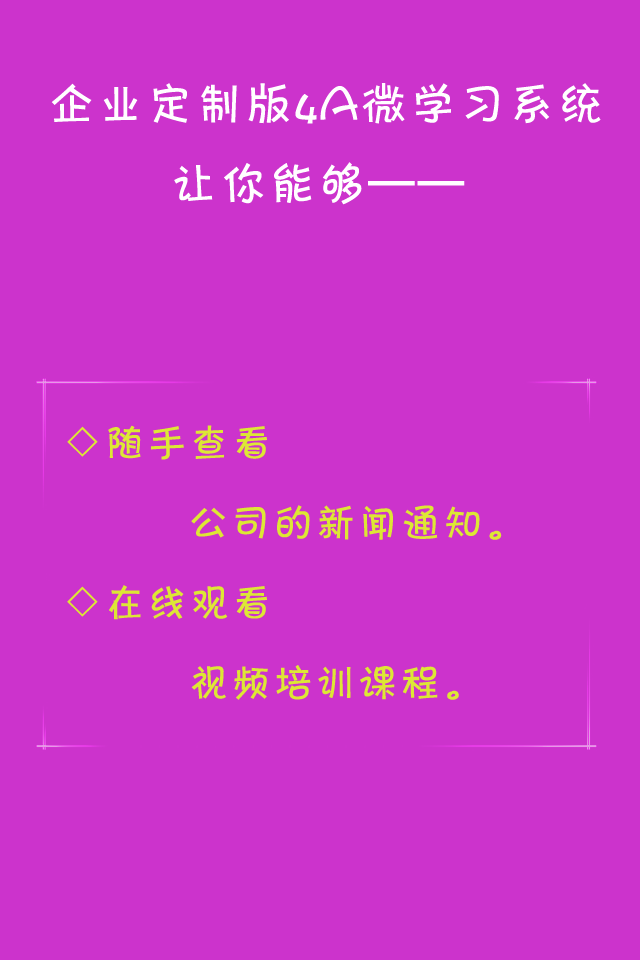 企业定制版4A微学习系统
让你能够——
◇随手查看
公司的新闻通知。
◇在线观看
视频培训课程。